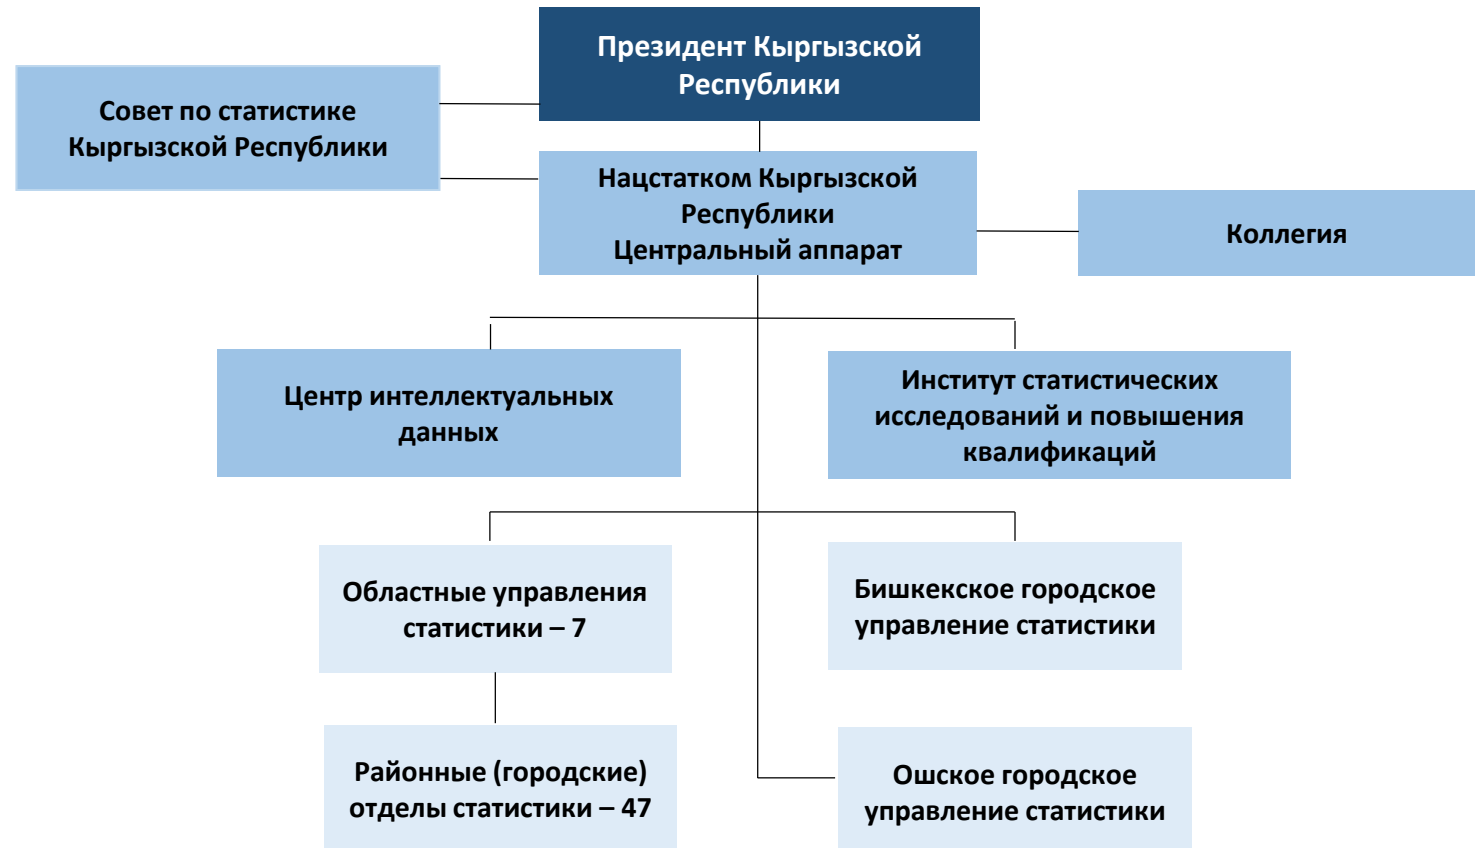 Президент Кыргызской
Республики
Совет по статистике
Кыргызской Республики
Нацстатком Кыргызской
Республики
Центральный аппарат
Коллегия
Центр интеллектуальных
данных
Институт статистических
исследований и повышения
квалификаций
Областные управления
статистики – 7
Бишкекское городское
управление статистики
Районные (городские)
отделы статистики – 47
Ошское городское
управление статистики